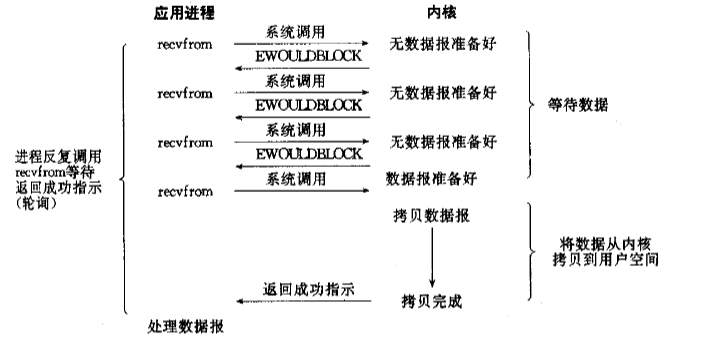 应用进程 内核
系统调用
recvfrom 无数据报准备好
EWOULDBLOCK
系统调用
recvfrom 无数据报准备好
EWOULDBLOCK
等待数据
系统调用
recvfrom 无数据报准备好
EWOULDBLOCK
进程反复调用
recvfrom等待
返回成功指示
(轮询)
系统调用
recvfrom 数据报准备好
拷贝数据报
将数据从内核
拷贝到用户空间
返回成功指示
拷贝完成
处理数据报